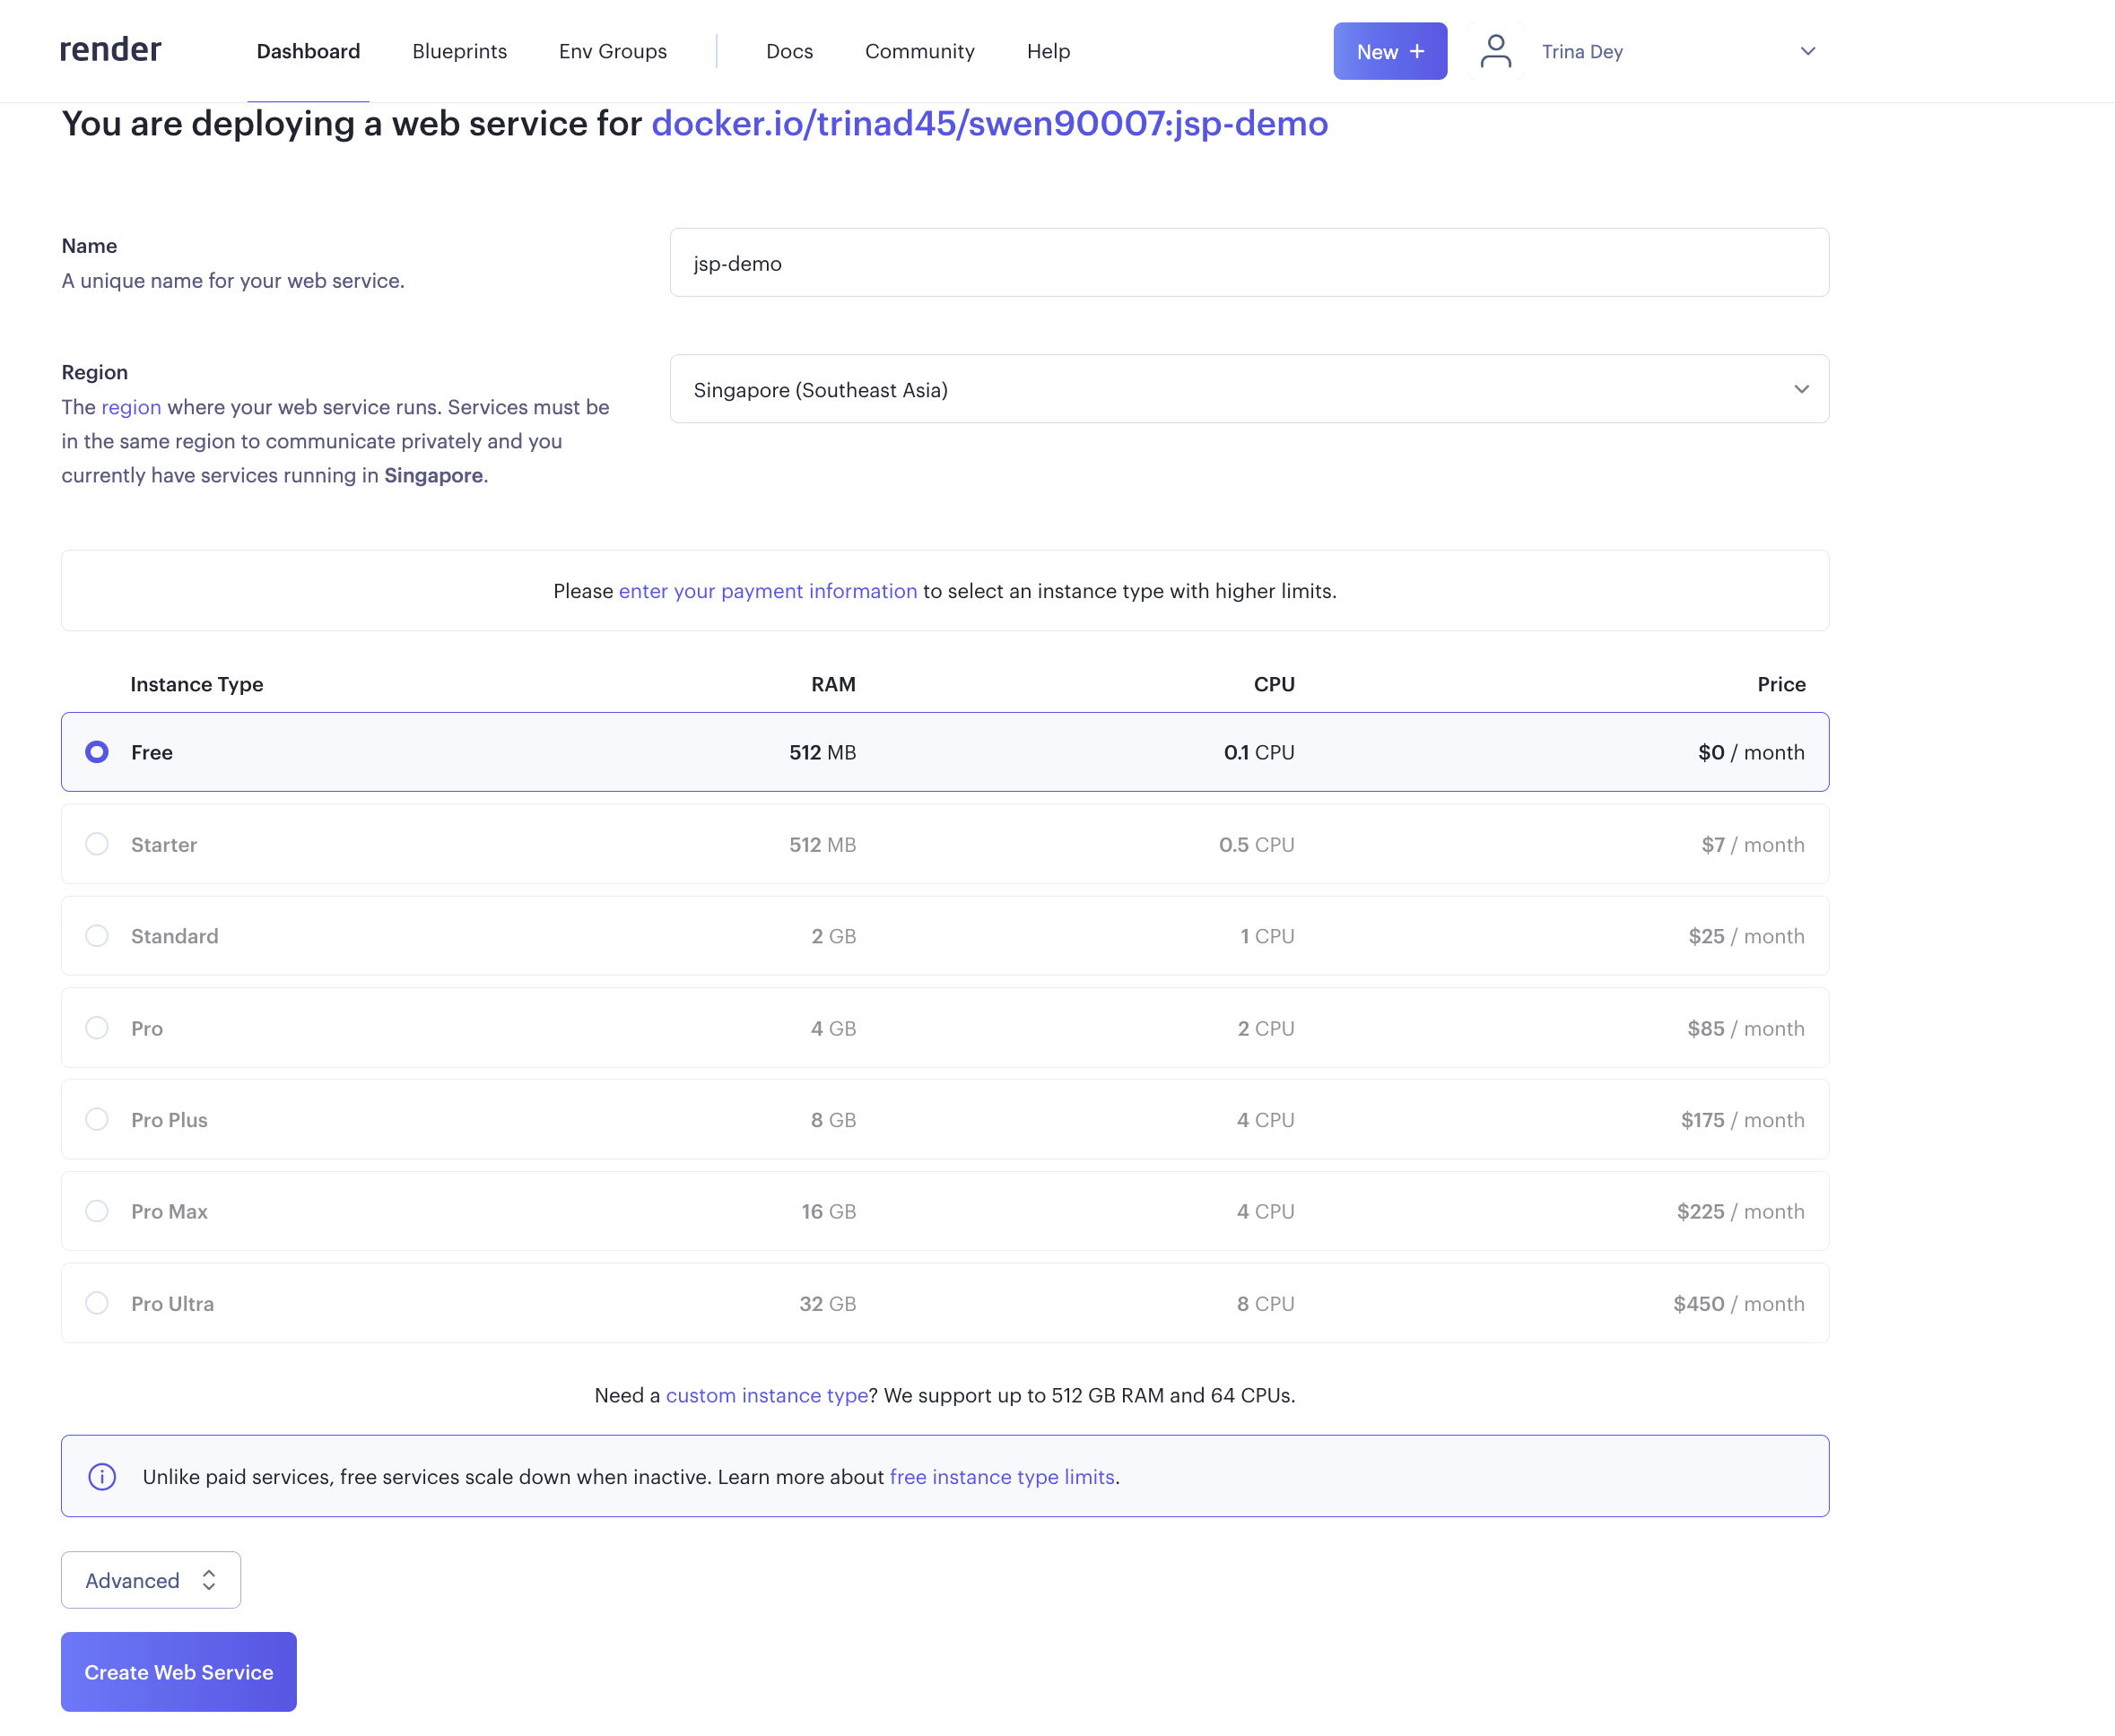 render Dashboard Blueprints Env Groups Docs Community Help New + Trina Dey
You are deploying a web service for docker.io/trinad45/swen90007:jsp-demo
Name
A unique name for your web service.
jsp-demo
Region
The region where your web service runs. Services must be
in the same region to communicate privately and you
currently have services running in Singapore.
Singapore (Southeast Asia)
Please enter your payment information to select an instance type with higher limits.
Instance Type RAM CPU Price
Free 512 MB 0.1 CPU $0 / month
Starter 512 MB 0.5 CPU $7 / month
Standard 2 GB 1 CPU $25 / month
Pro 4 GB 2 CPU $85 / month
Pro Plus 8 GB 4 CPU $175 / month
Pro Max 16 GB 4 CPU $225 / month
Pro Ultra 32 GB 8 CPU $450 / month
Need a custom instance type? We support up to 512 GB RAM and 64 CPUs.
Unlike paid services, free services scale down when inactive. Learn more about free instance type limits.
Advanced
Create Web Service